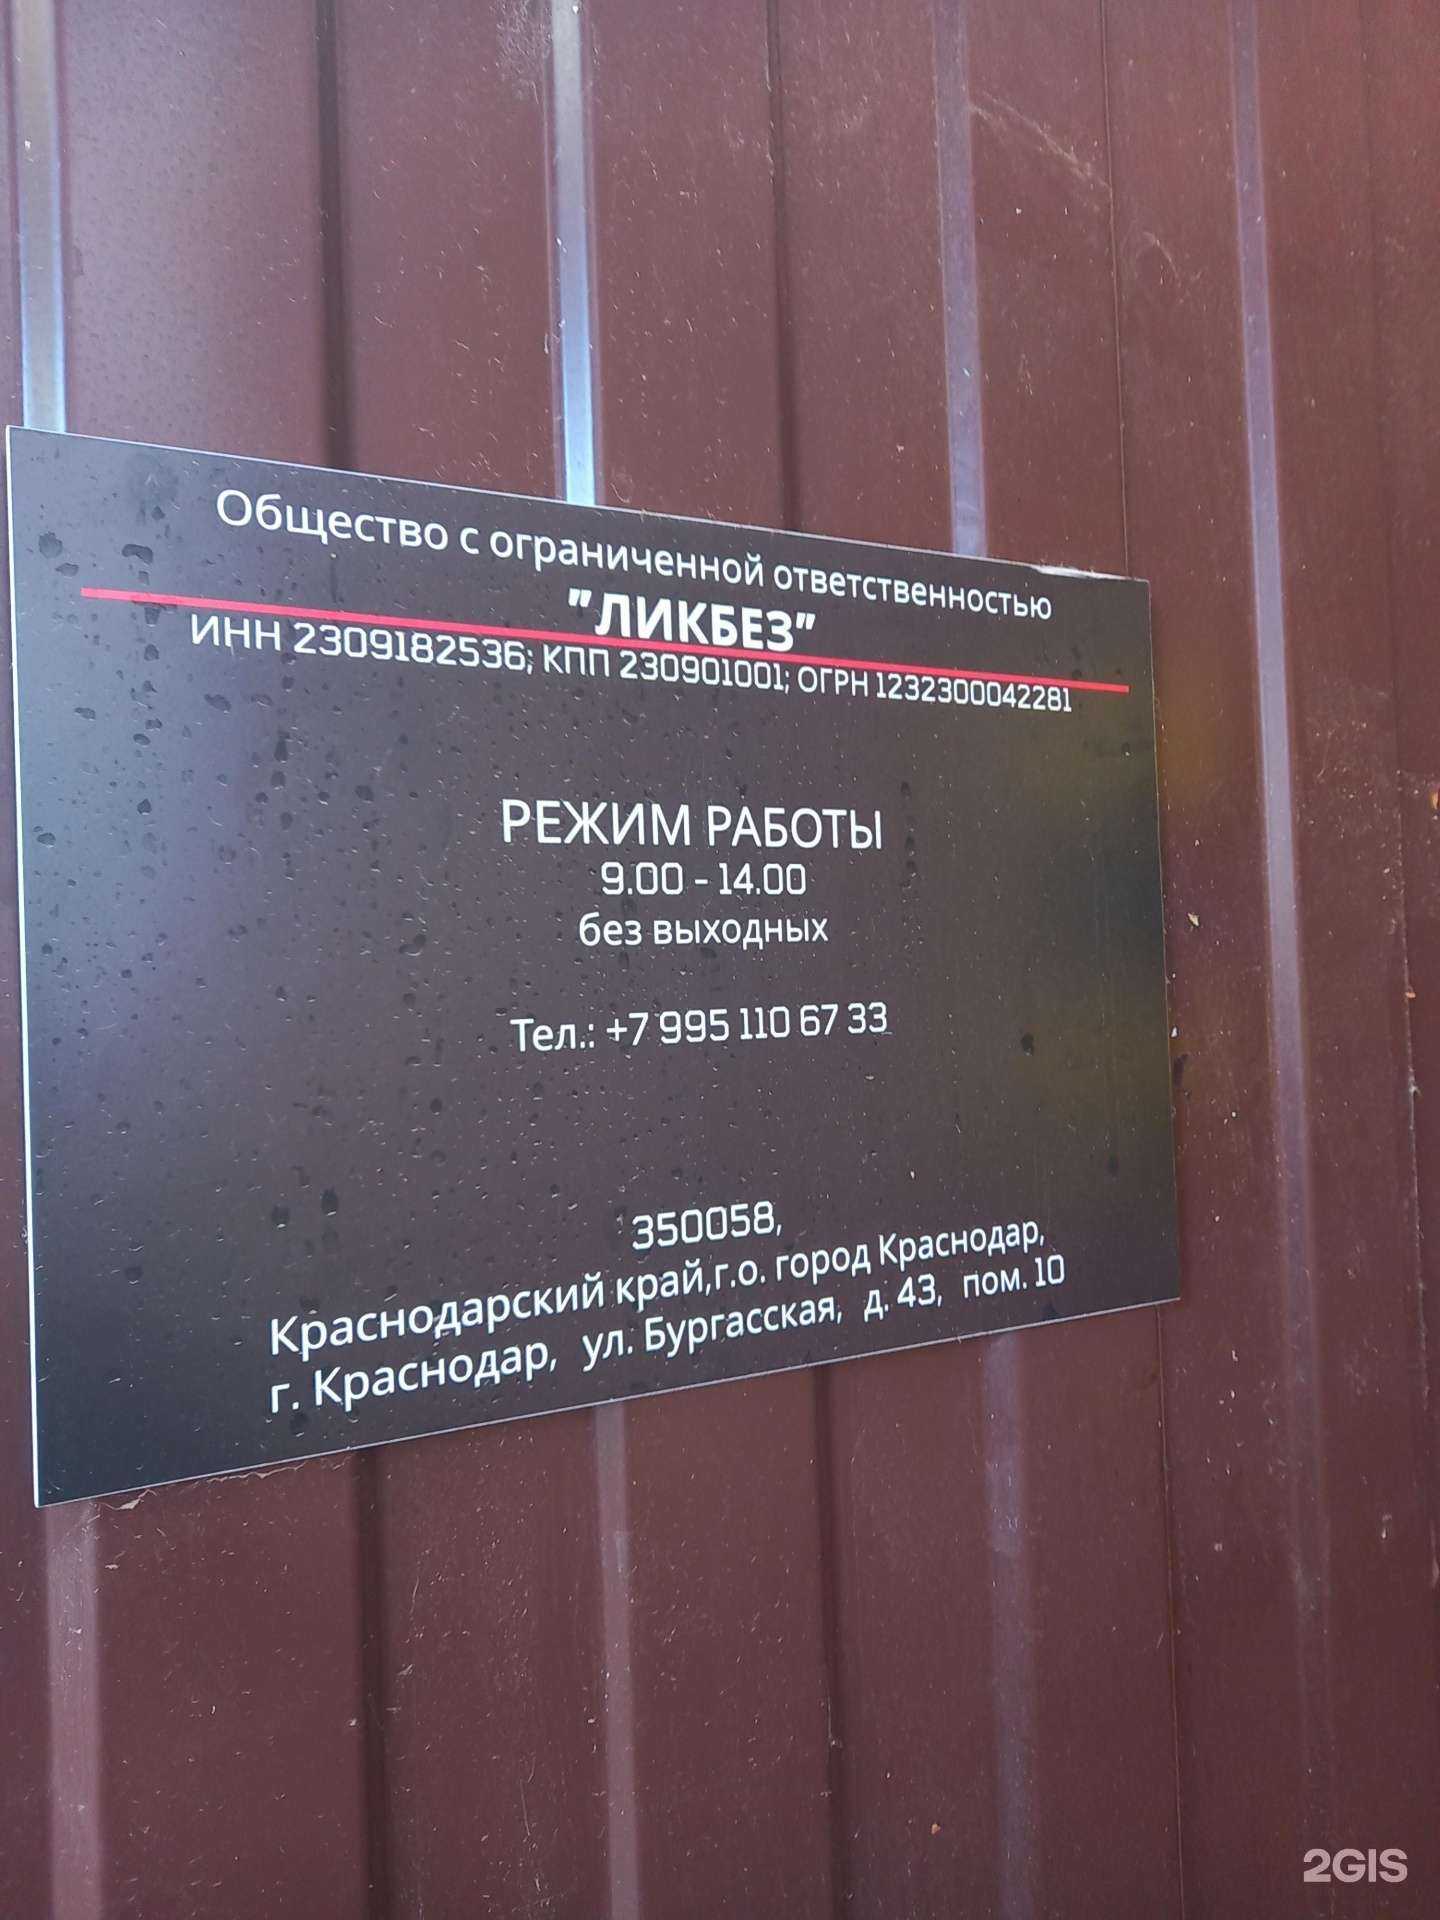 Общество с ограниченной ответственностью
"ЛИКБЕЗ"
ИНН 2309182536; КПП 230901001; ОГРН 1232300042281
РЕЖИМ РАБОТЫ
9.00 - 14.00
без выходных
Тел.: +7 995 110 67 33
350058,
Краснодарский край,г.о. город Краснодар,
г. Краснодар, ул. Бургасская, д. 43, пом. 10
2GIS